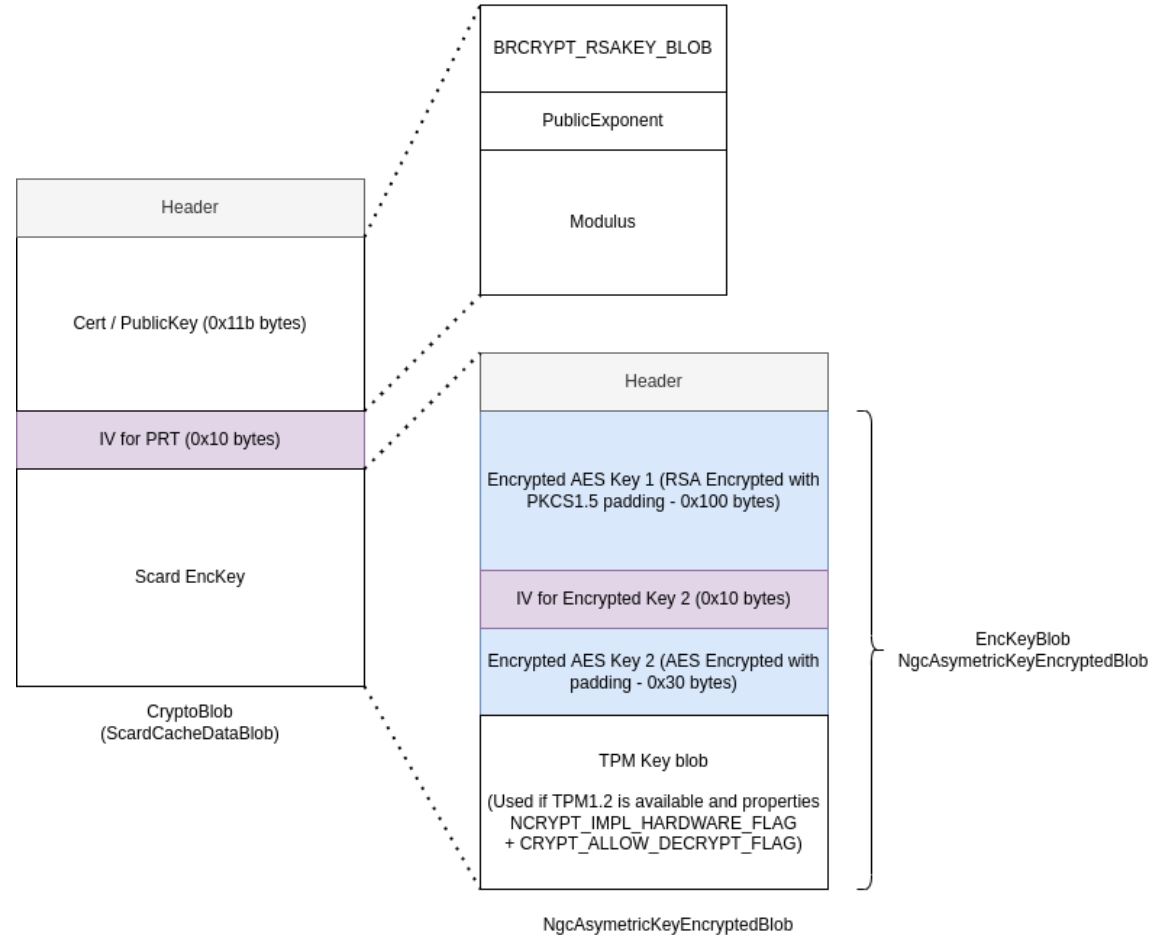 BRCRYPT_RSAKEY_BLOB
PublicExponent
Modulus
Header
Cert / PublicKey (0x11b bytes)
IV for PRT (0x10 bytes)
Scard EncKey
CryptoBlob
(ScardCacheDataBlob)
Header
Encrypted AES Key 1 (RSA Encrypted with
PKCS1.5 padding - 0x100 bytes)
IV for Encrypted Key 2 (0x10 bytes)
Encrypted AES Key 2 (AES Encrypted with
padding - 0x30 bytes)
TPM Key blob
(Used if TPM1.2 is available and properties
NCRYPT_IMPL_HARDWARE_FLAG
+ CRYPT_ALLOW_DECRYPT_FLAG)
EncKeyBlob
NgcAsymetricKeyEncryptedBlob
NgcAsymetricKeyEncryptedBlob